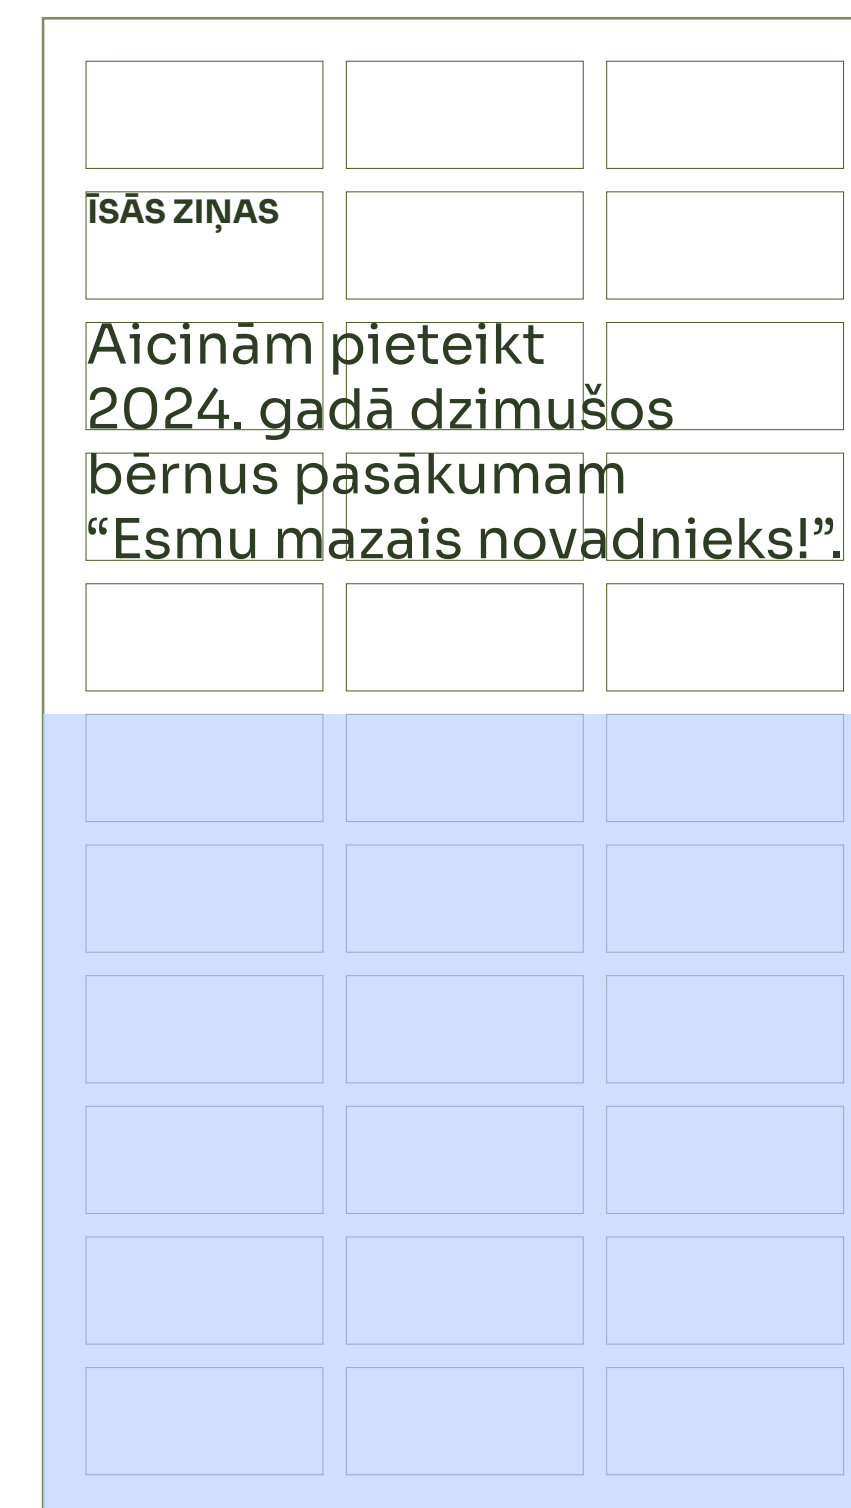 ĪSĀS ZIŅAS
Aicinām pieteikt
2024. gadā dzimušos
bērnus pasākumam
“Esmu mazais novadnieks!”.